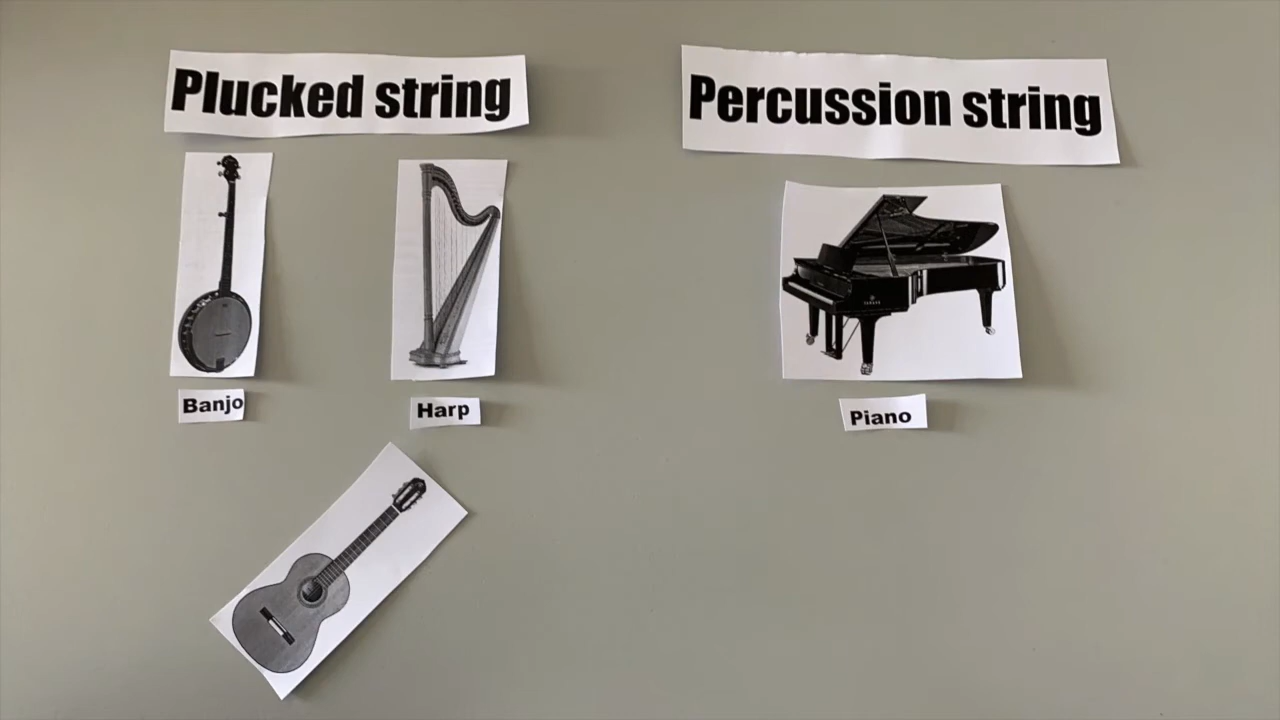 Plucked string
Percussion string
Banjo
Harp
Piano